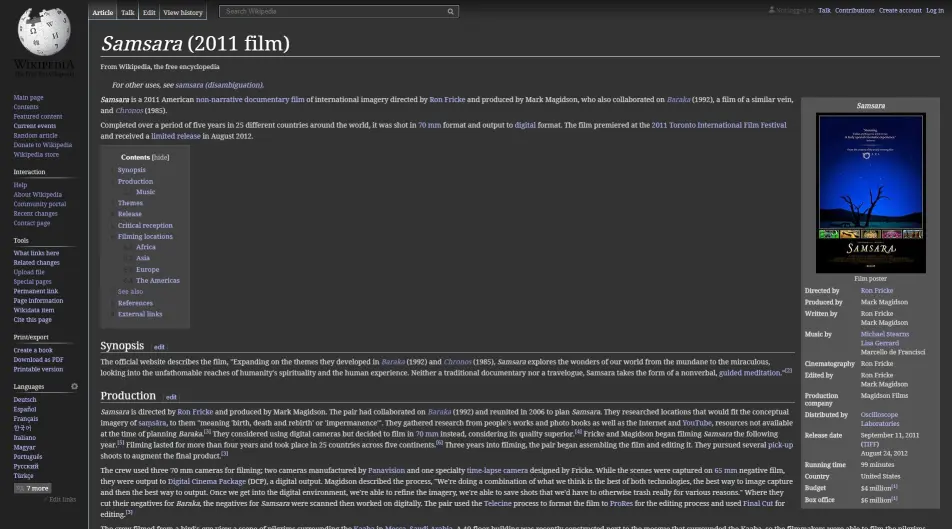 Article Talk Edit View history
Search Wikipedia
Not logged in Talk Contributions Create account Log in
WIKIPEDIA
The Free Encyclopedia
Main page
Contents
Featured content
Current events
Random article
Donate to Wikipedia
Wikipedia store
Interaction
Help
About Wikipedia
Community portal
Recent changes
Contact page
Tools
What links here
Related changes
Upload file
Special pages
Permanent link
Page information
Wikidata item
Cite this page
Print/export
Create a book
Download as PDF
Printable version
Languages
Deutsch
Español
Français
한국어
Italiano
Magyar
Português
Русский
Türkçe
7 more
Edit links
Samsara (2011 film)
From Wikipedia, the free encyclopedia
For other uses, see samsara (disambiguation).
Samsara is a 2011 American non-narrative documentary film of international imagery directed by Ron Fricke and produced by Mark Magidson, who also collaborated on Baraka (1992), a film of a similar vein,
and Chronos (1985).
Completed over a period of five years in 25 different countries around the world, it was shot in 70 mm format and output to digital format. The film premiered at the 2011 Toronto International Film Festival
and received a limited release in August 2012.
Contents [hide]
Synopsis
Production
Music
Themes
Release
Critical reception
Filming locations
Africa
Asia
Europe
The Americas
See also
References
External links
Synopsis edit
The official website describes the film, "Expanding on the themes they developed in Baraka (1992) and Chronos (1985), Samsara explores the wonders of our world from the mundane to the miraculous,
looking into the unfathomable reaches of humanity's spirituality and the human experience. Neither a traditional documentary nor a travelogue, Samsara takes the form of a nonverbal, guided meditation."[2]
Production edit
Samsara is directed by Ron Fricke and produced by Mark Magidson. The pair had collaborated on Baraka (1992) and reunited in 2006 to plan Samsara. They researched locations that would fit the conceptual
imagery of saṃsāra, to them "meaning 'birth, death and rebirth' or 'impermanence'". They gathered research from people's works and photo books as well as the Internet and YouTube, resources not available
at the time of planning Baraka.[3] They considered using digital cameras but decided to film in 70 mm instead, considering its quality superior.[4] Fricke and Magidson began filming Samsara the following
year.[5] Filming lasted for more than four years and took place in 25 countries across five continents.[6] Three years into filming, the pair began assembling the film and editing it. They pursued several pick-up
shoots to augment the final product.[3]
The crew used three 70 mm cameras for filming; two cameras manufactured by Panavision and one specialty time-lapse camera designed by Fricke. While the scenes were captured on 65 mm negative film,
they were output to Digital Cinema Package (DCP), a digital output. Magidson described the process, "We're doing a combination of what we think is the best of both technologies, the best way to image capture
and then the best way to output. Once we get into the digital environment, we're able to refine the imagery, we're able to save shots that we'd have to otherwise trash really for various reasons." Where they
cut their negatives for Baraka, the negatives for Samsara were scanned then worked on digitally. The pair used the Telecine process to format the film to ProRes for the editing process and used Final Cut for
editing.[3]
Samsara
SAMSARA
Film poster
Directed by Ron Fricke
Produced by Mark Magidson
Written by Ron Fricke
Mark Magidson
Music by Michael Stearns
Lisa Gerrard
Marcello de Francisci
Cinematography Ron Fricke
Edited by Ron Fricke
Mark Magidson
Production company Magidson Films
Distributed by Oscilloscope
Laboratories
Release date September 11, 2011
(TIFF)
August 24, 2012
Running time 99 minutes
Country United States
Budget $4 million[1]
Box office $6 million[1]